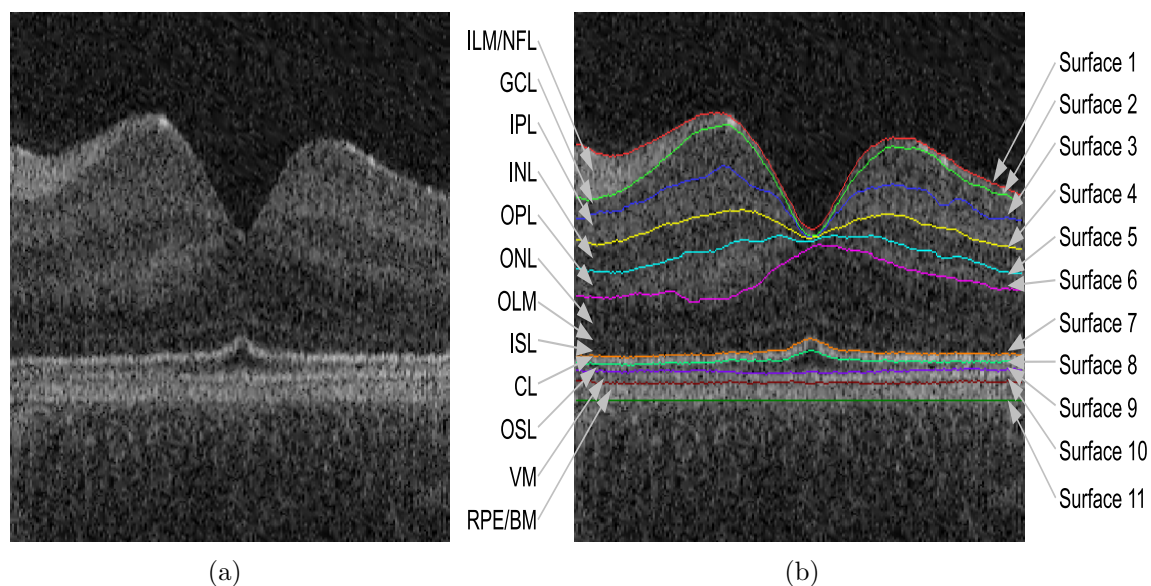 ILM/NFL
GCL
IPL
INL
OPL
ONL
OLM
ISL
CL
OSL
VM
RPE/BM
Surface 1
Surface 2
Surface 3
Surface 4
Surface 5
Surface 6
Surface 7
Surface 8
Surface 9
Surface 10
Surface 11
(a)
(b)